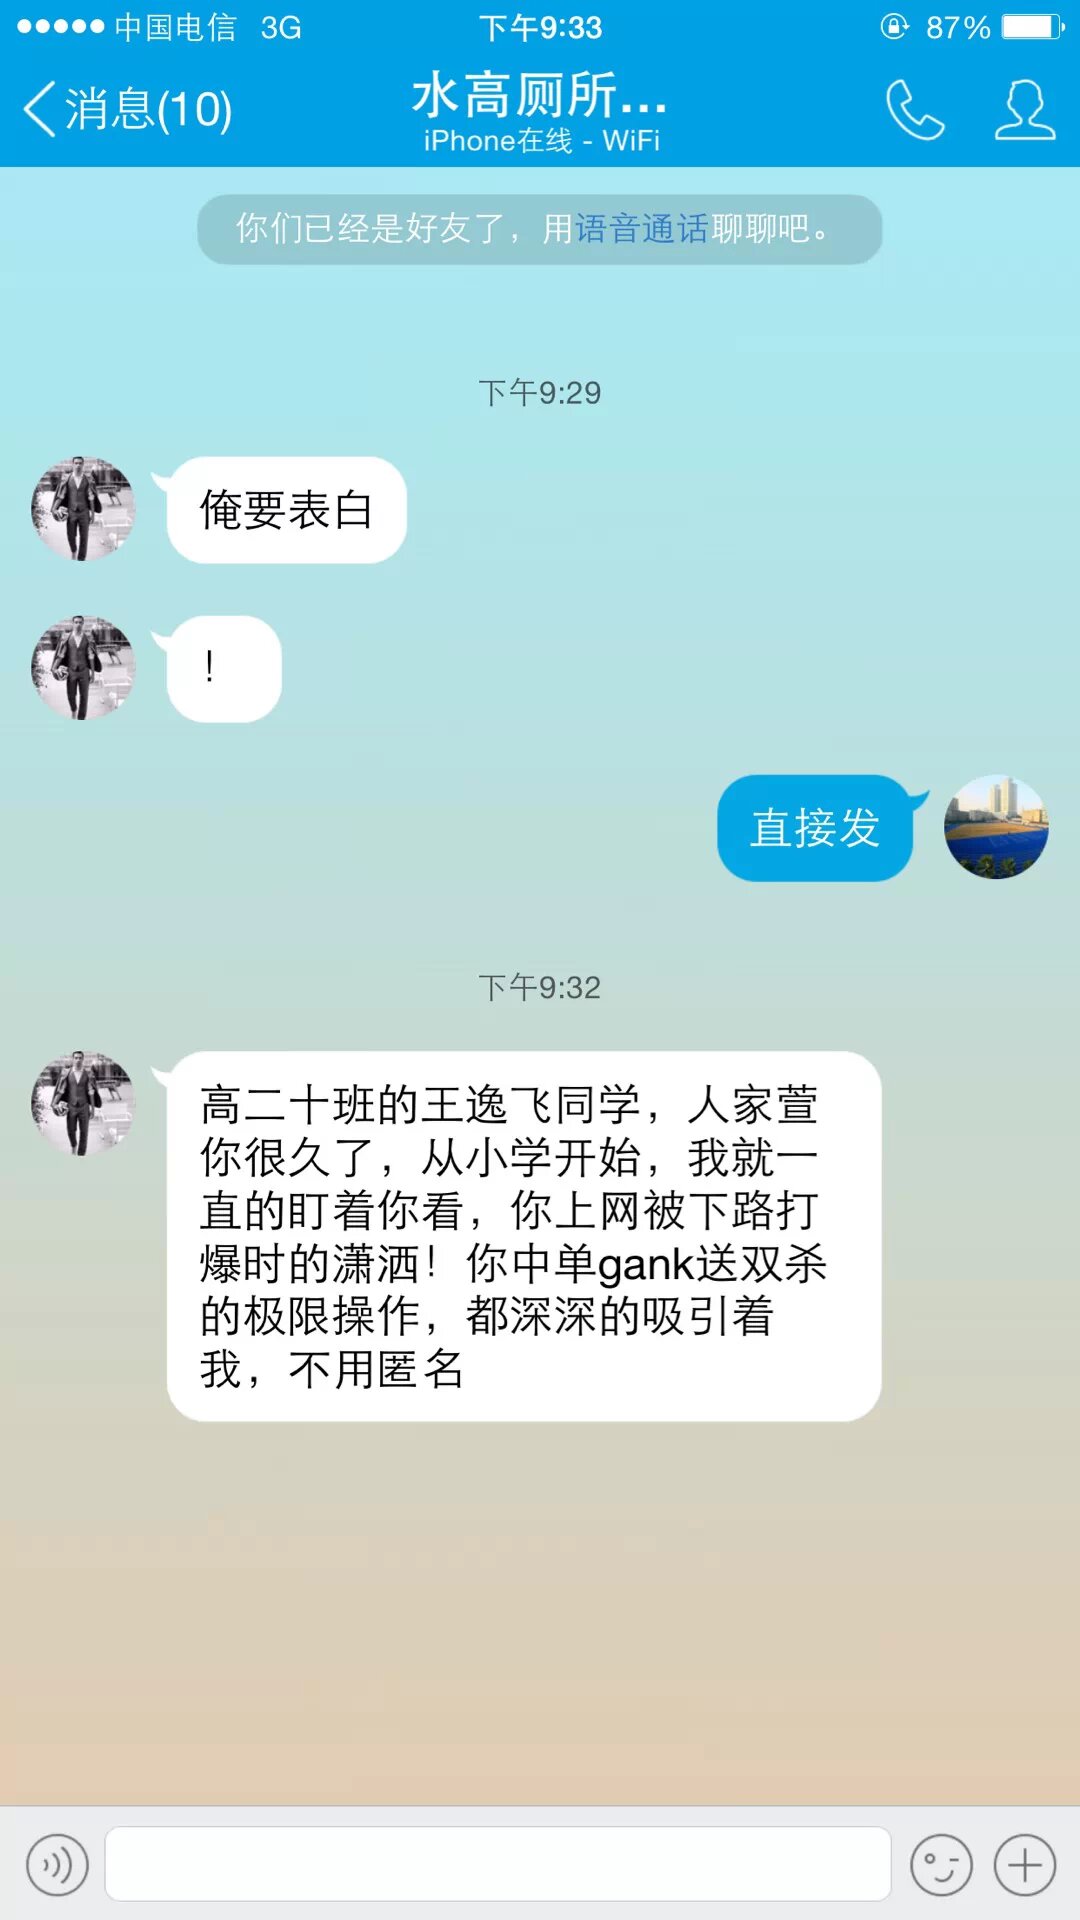 中国电信 3G 下午9:33 87%
消息(10) 水高厕所...
iPhone在线 - WiFi
你们已经是好友了，用语音通话聊聊吧。
下午9:29
俺要表白
！
直接发
下午9:32
高二十班的王逸飞同学，人家萱
你很久了，从小学开始，我就一
直的盯着你看，你上网被下路打
爆时的潇洒！你中单gank送双杀
的极限操作，都深深的吸引着
我，不用匿名